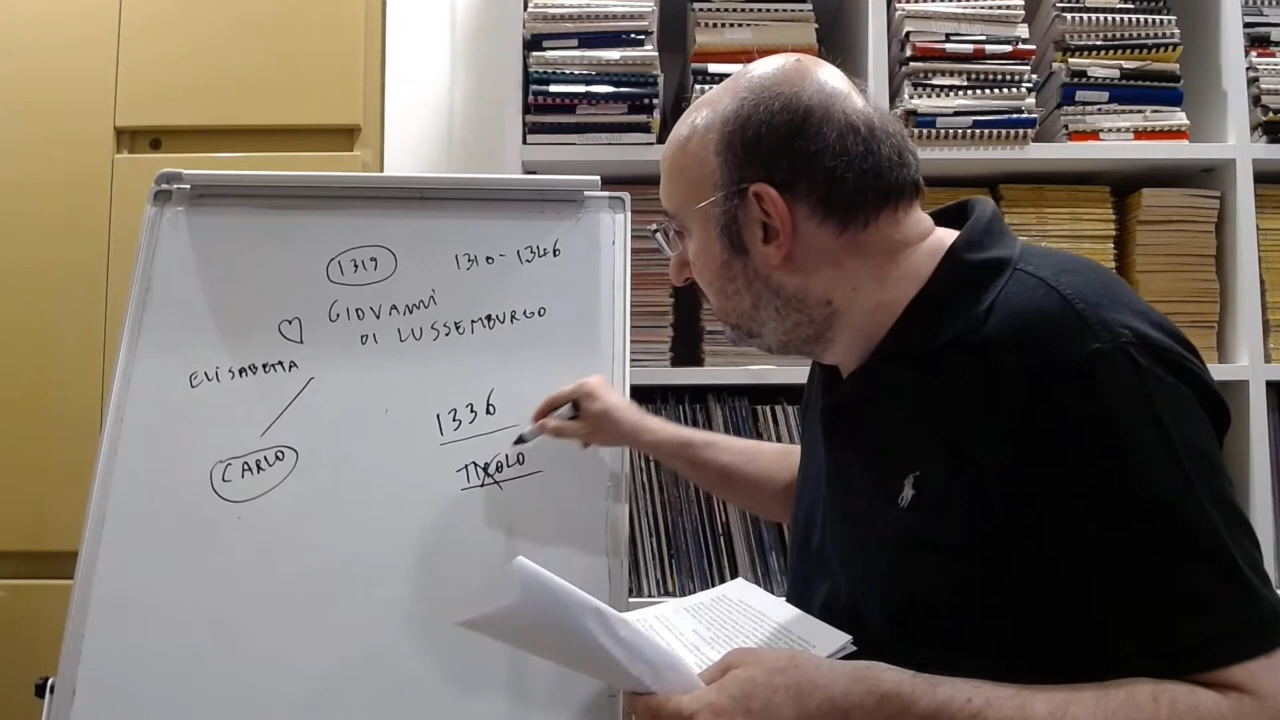 1319
1310 - 1346
GIOVANNI
DI LUSSEMBURGO
ELISABETTA
CARLO
1336
TIROLO